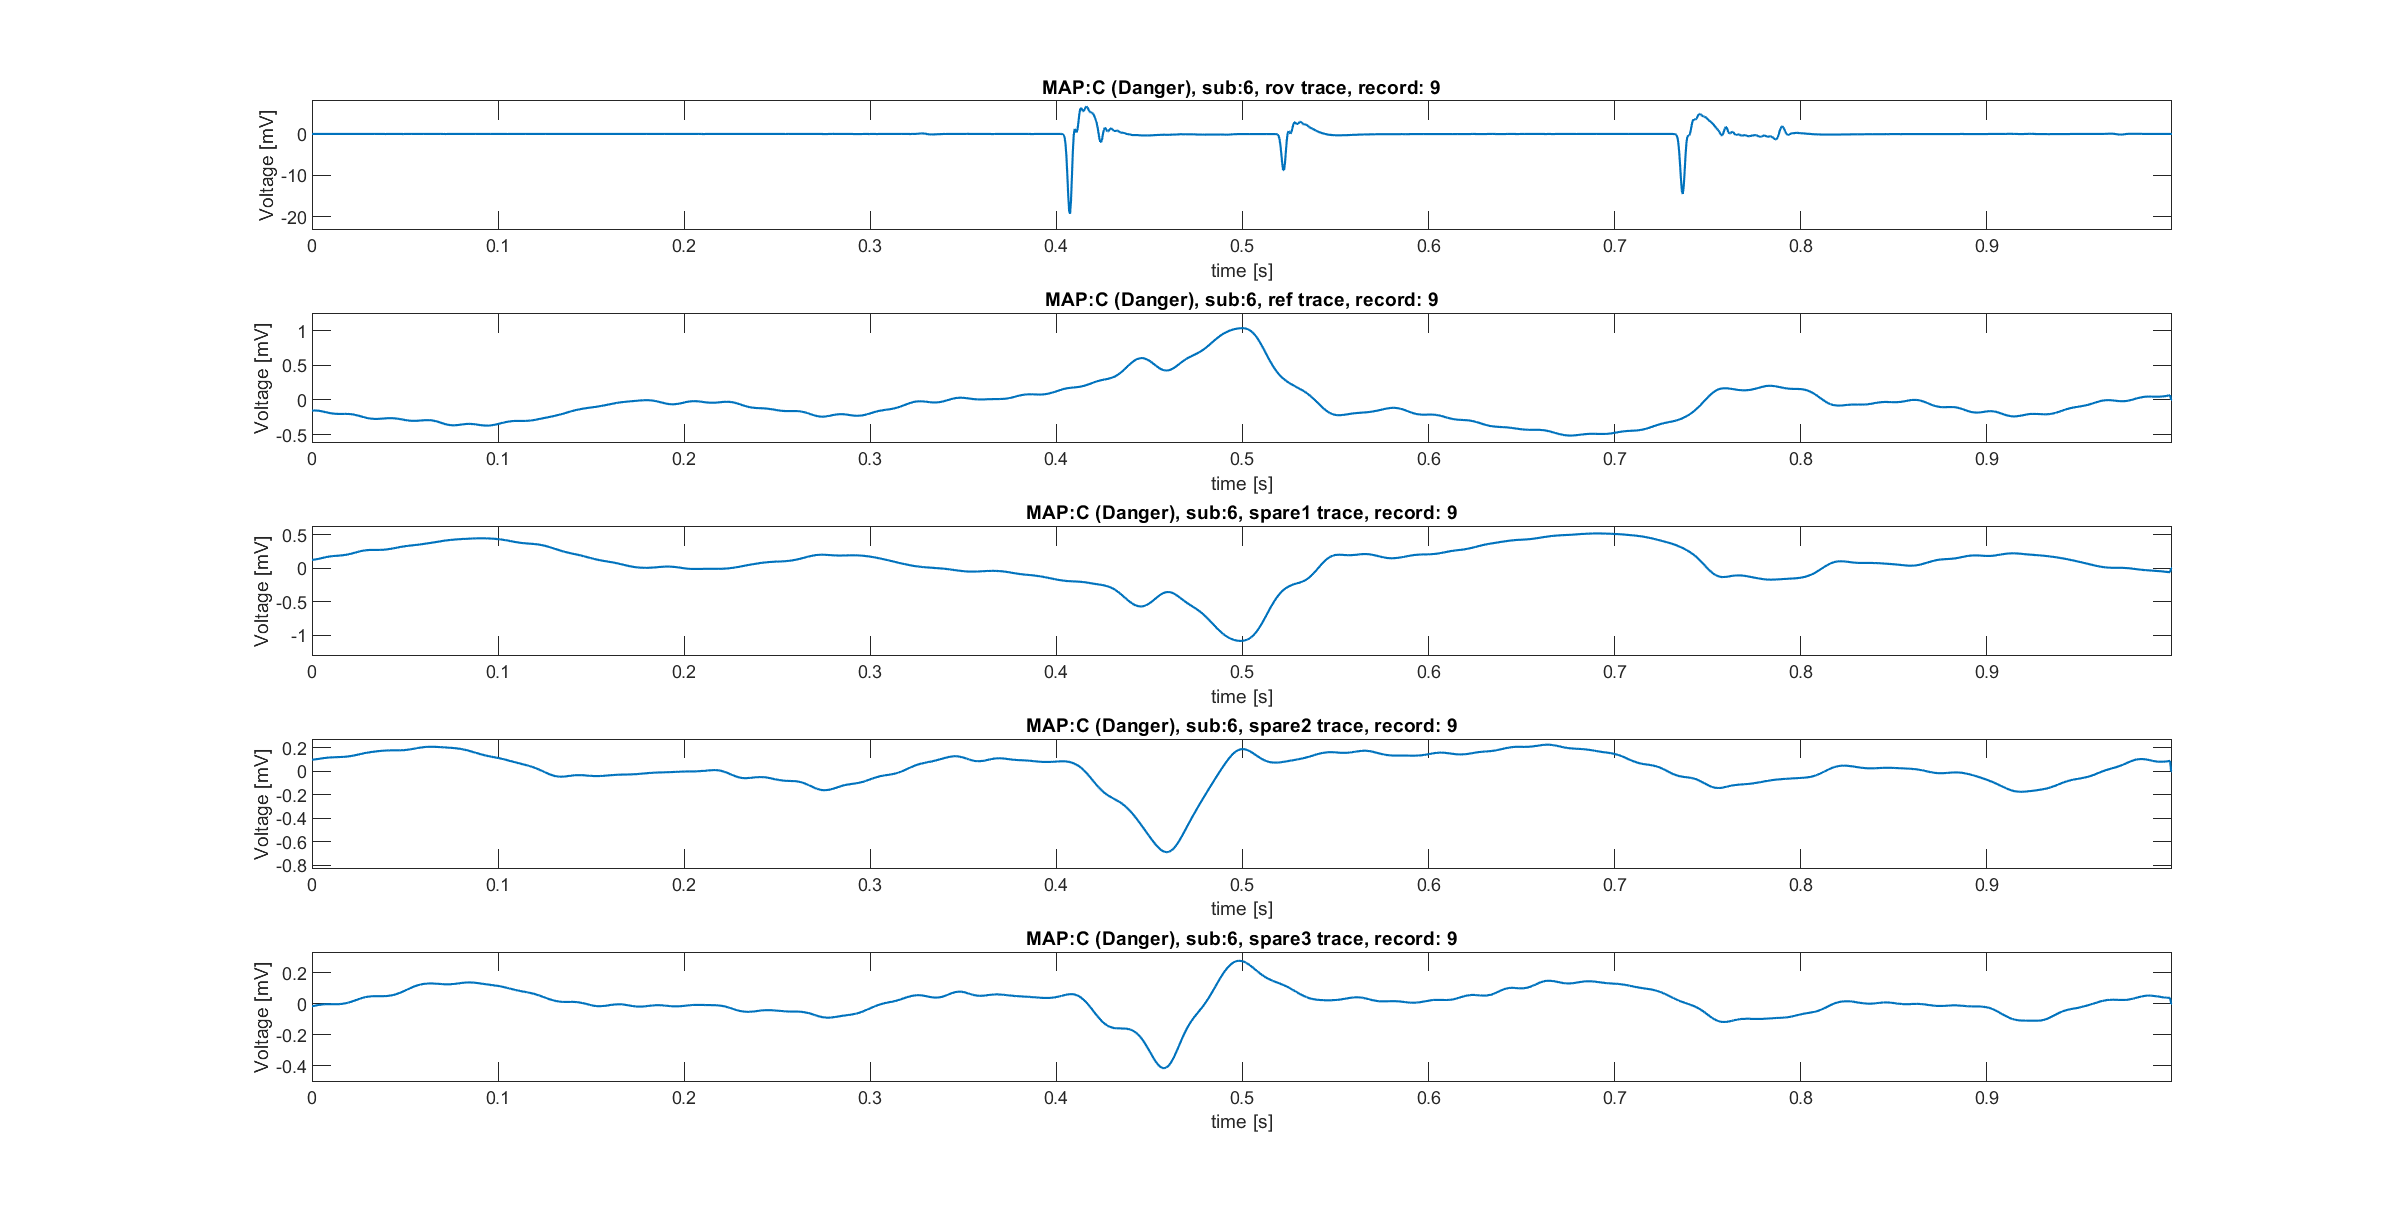 MAP:C (Danger), sub:6, rov trace, record: 9
Voltage [mV]
0
-10
-20
0 0.1 0.2 0.3 0.4 0.5 0.6 0.7 0.8 0.9
time [s]
MAP:C (Danger), sub:6, ref trace, record: 9
Voltage [mV]
1
0.5
0
-0.5
0 0.1 0.2 0.3 0.4 0.5 0.6 0.7 0.8 0.9
time [s]
MAP:C (Danger), sub:6, spare1 trace, record: 9
Voltage [mV]
0.5
0
-0.5
-1
0 0.1 0.2 0.3 0.4 0.5 0.6 0.7 0.8 0.9
time [s]
MAP:C (Danger), sub:6, spare2 trace, record: 9
Voltage [mV]
0.2
0
-0.2
-0.4
-0.6
-0.8
0 0.1 0.2 0.3 0.4 0.5 0.6 0.7 0.8 0.9
time [s]
MAP:C (Danger), sub:6, spare3 trace, record: 9
Voltage [mV]
0.2
0
-0.2
-0.4
0 0.1 0.2 0.3 0.4 0.5 0.6 0.7 0.8 0.9
time [s]